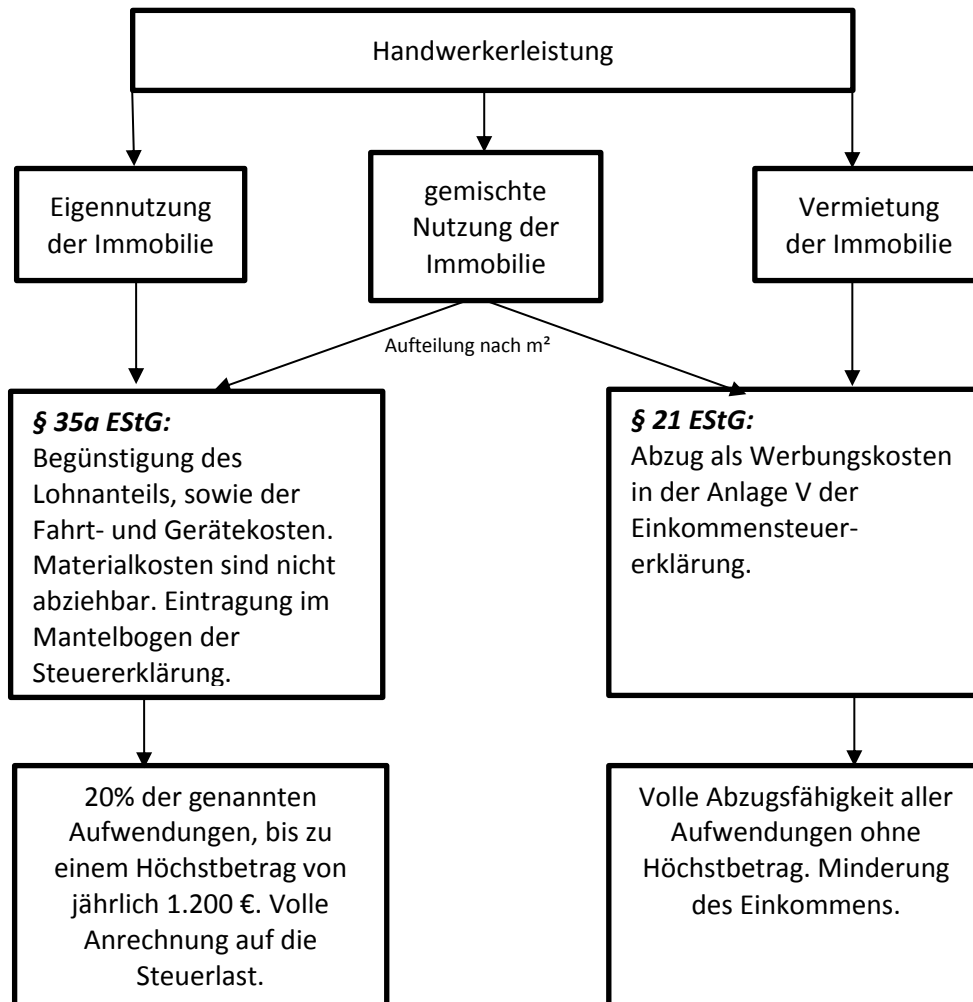 Handwerkerleistung
Eigennutzung
der Immobilie
gemischte
Nutzung der
Immobilie
Vermietung
der Immobilie
Aufteilung nach m²
§ 35a EStG:
Begünstigung des
Lohnanteils, sowie der
Fahrt- und Gerätekosten.
Materialkosten sind nicht
abziehbar. Eintragung im
Mantelbogen der
Steuererklärung.
§ 21 EStG:
Abzug als Werbungskosten
in der Anlage V der
Einkommensteuer-
erklärung.
20% der genannten
Aufwendungen, bis zu
einem Höchstbetrag von
jährlich 1.200 €. Volle
Anrechnung auf die
Steuerlast.
Volle Abzugsfähigkeit aller
Aufwendungen ohne
Höchstbetrag. Minderung
des Einkommens.